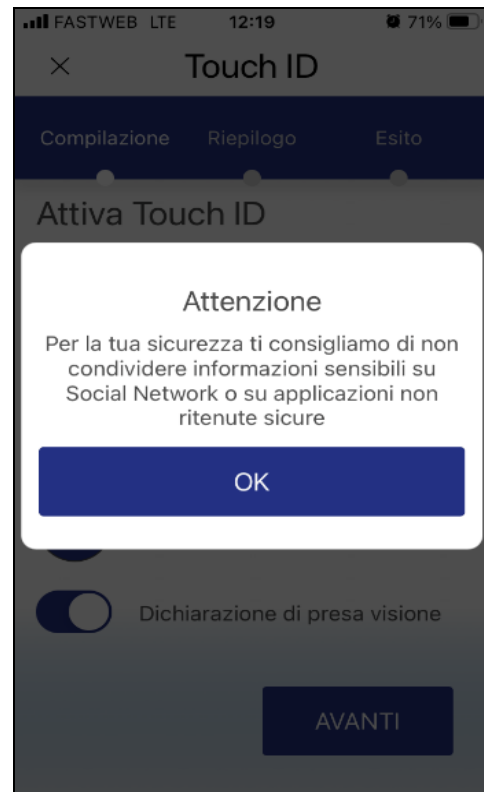 FASTWEB LTE 12:19 71%
Touch ID
Compilazione Riepilogo Esito
Attiva Touch ID
Attenzione
Per la tua sicurezza ti consigliamo di non
condividere informazioni sensibili su
Social Network o su applicazioni non
ritenute sicure
OK
Dichiarazione di presa visione
AVANTI